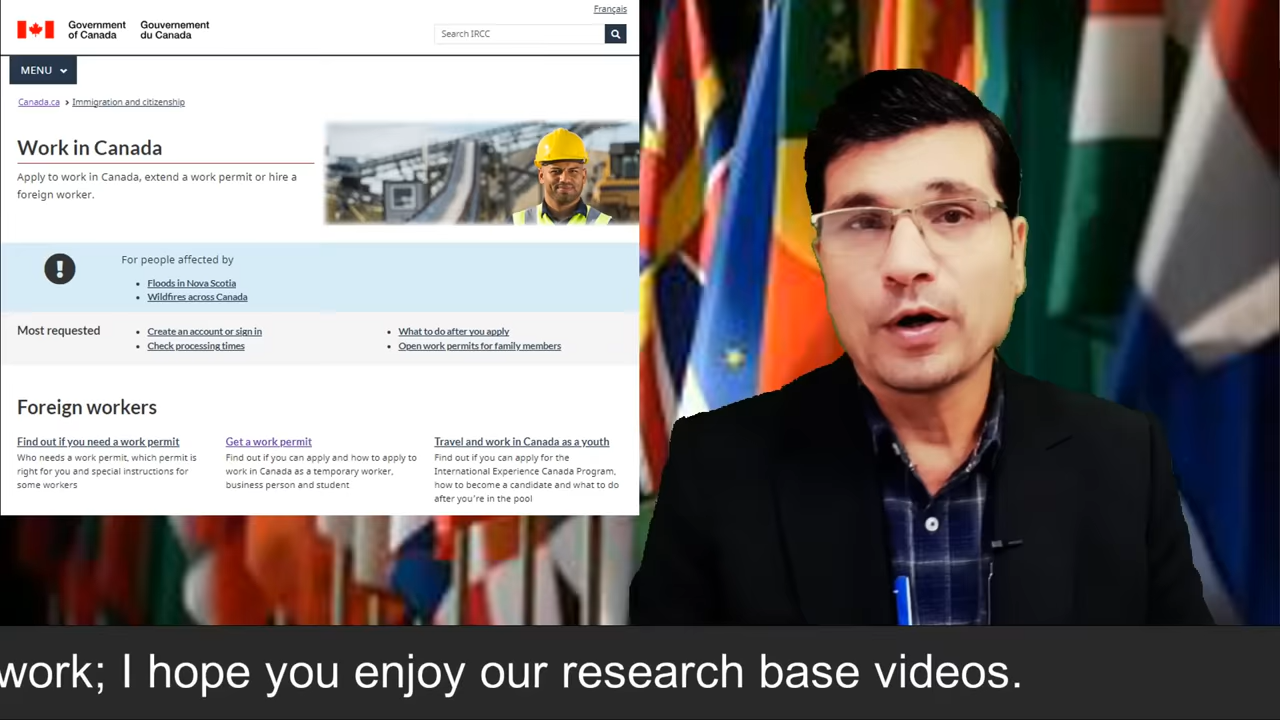 Français
Government of Canada
Gouvernement du Canada
Search IRCC
MENU
Canada.ca > Immigration and citizenship
Work in Canada
Apply to work in Canada, extend a work permit or hire a
foreign worker.
For people affected by
Floods in Nova Scotia
Wildfires across Canada
Most requested
Create an account or sign in
Check processing times
What to do after you apply
Open work permits for family members
Foreign workers
Find out if you need a work permit
Who needs a work permit, which permit is
right for you and special instructions for
some workers
Get a work permit
Find out if you can apply and how to apply to
work in Canada as a temporary worker,
business person and student
Travel and work in Canada as a youth
Find out if you can apply for the
International Experience Canada Program,
how to become a candidate and what to do
after you're in the pool
work; I hope you enjoy our research base videos.